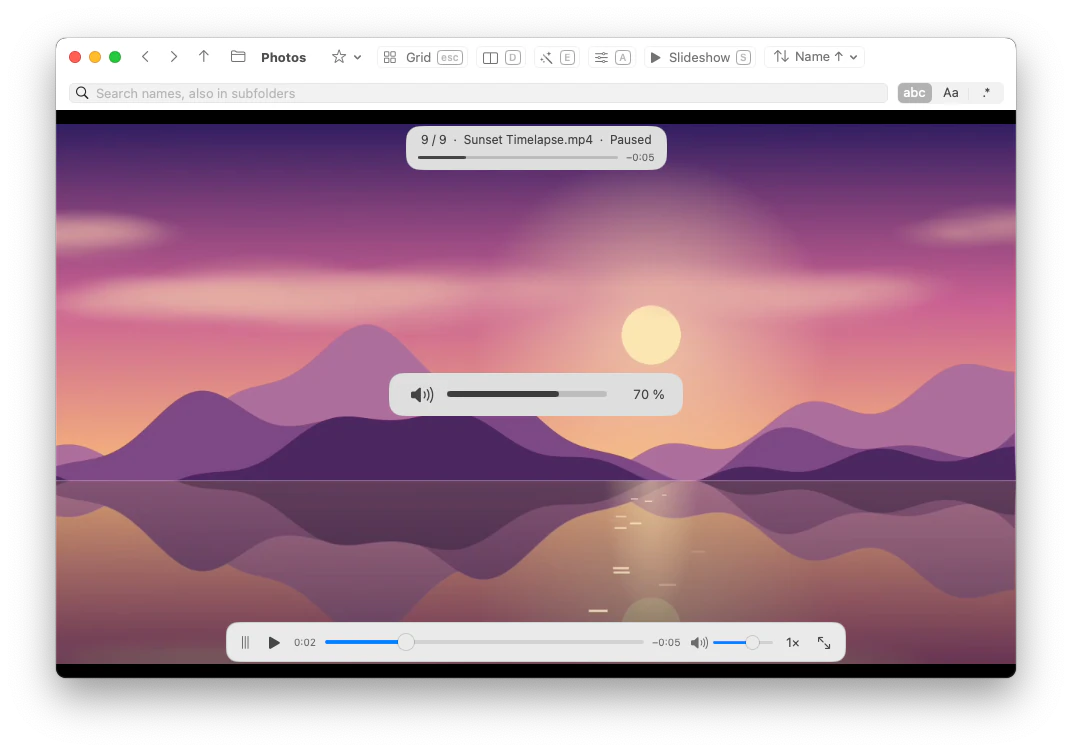 Photos Grid esc D E A Slideshow S Name ↑
Search names, also in subfolders abc Aa .*
9 / 9 · Sunset Timelapse.mp4 · Paused
−0:05
70 %
0:02 −0:05 1×